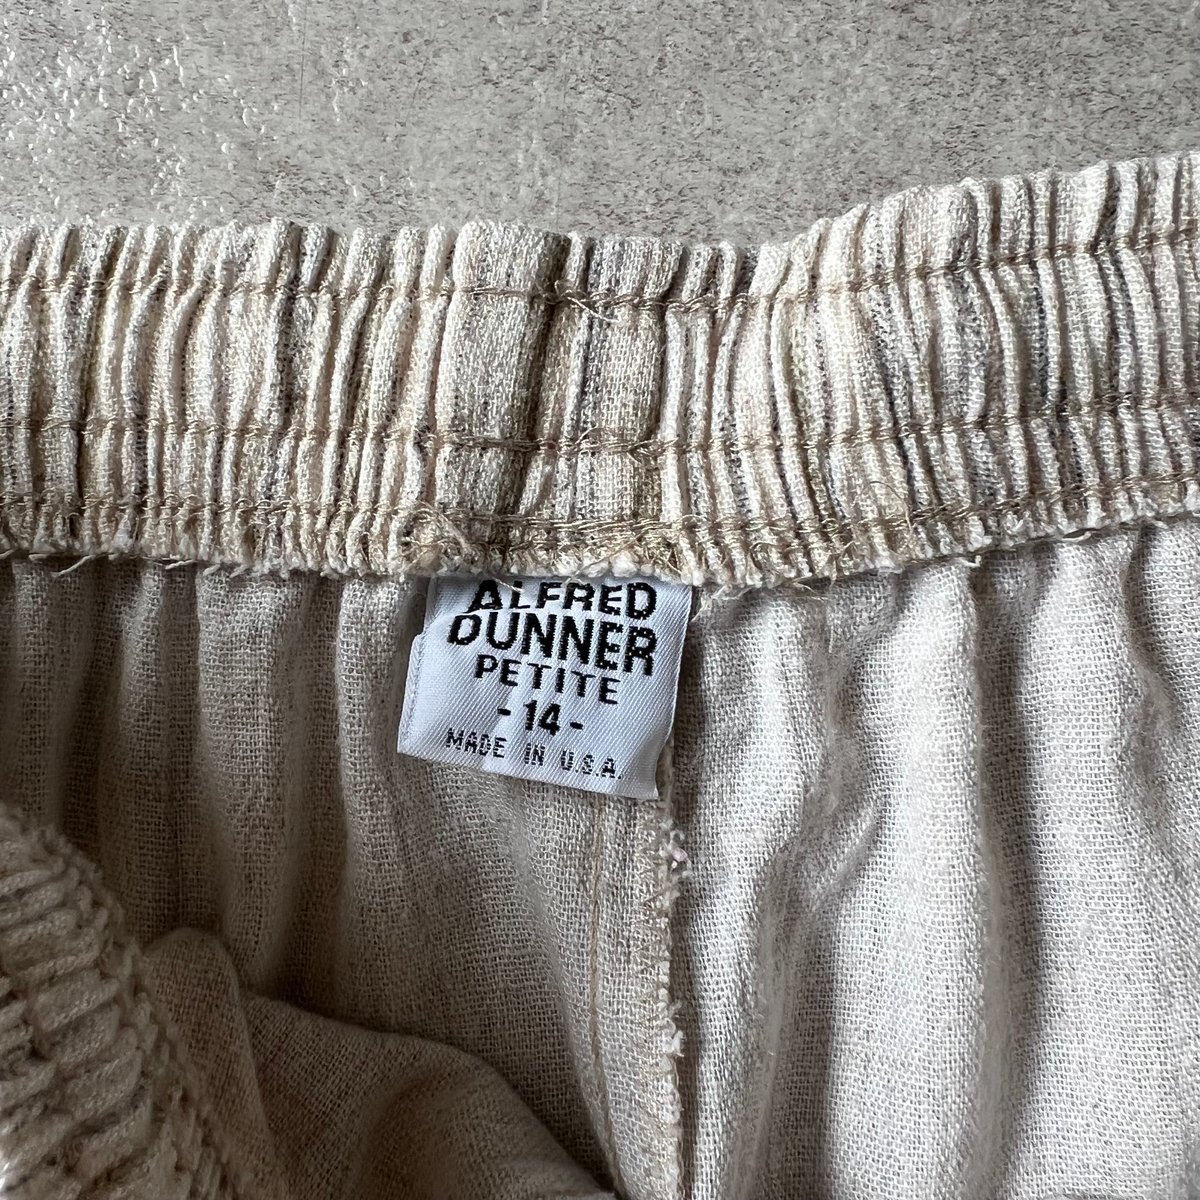 ALFRED
DUNNER
PETITE
- 14 -
MADE IN U.S.A.